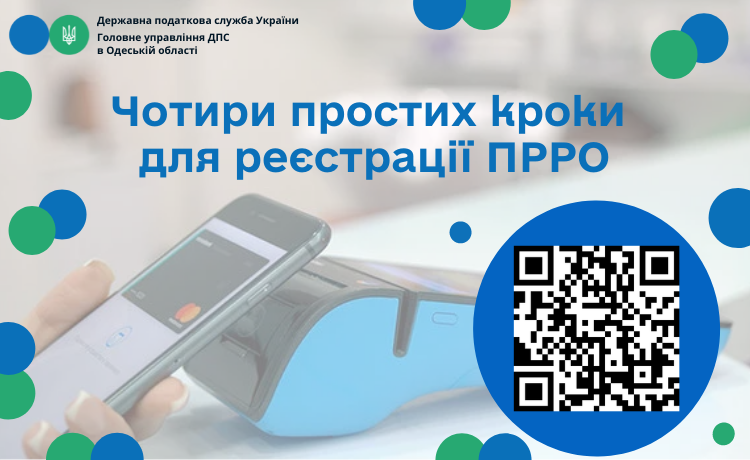 Державна податкова служба України
Головне управління ДПС
в Одеській області
Чотири простих кроки
для реєстрації ПРРО